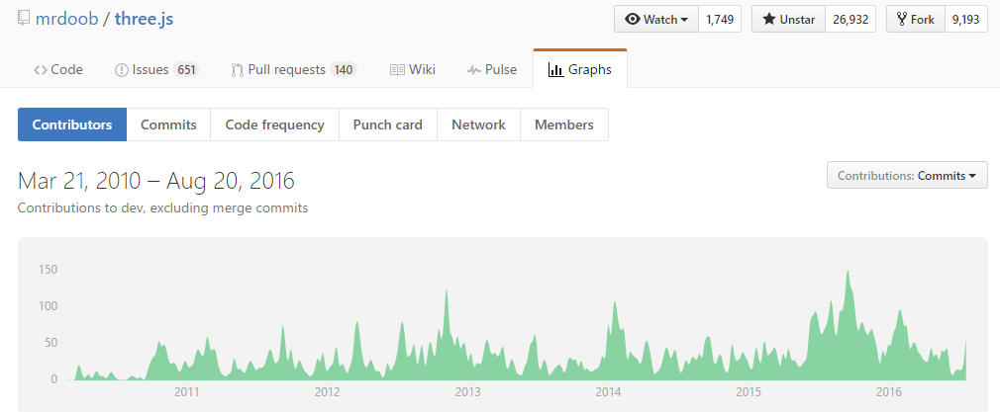 mrdoob / three.js
Watch 1,749 Unstar 26,932 Fork 9,193
Code Issues 651 Pull requests 140 Wiki Pulse Graphs
Contributors Commits Code frequency Punch card Network Members
Mar 21, 2010 – Aug 20, 2016
Contributions: Commits
Contributions to dev, excluding merge commits
150
100
50
0
2011 2012 2013 2014 2015 2016